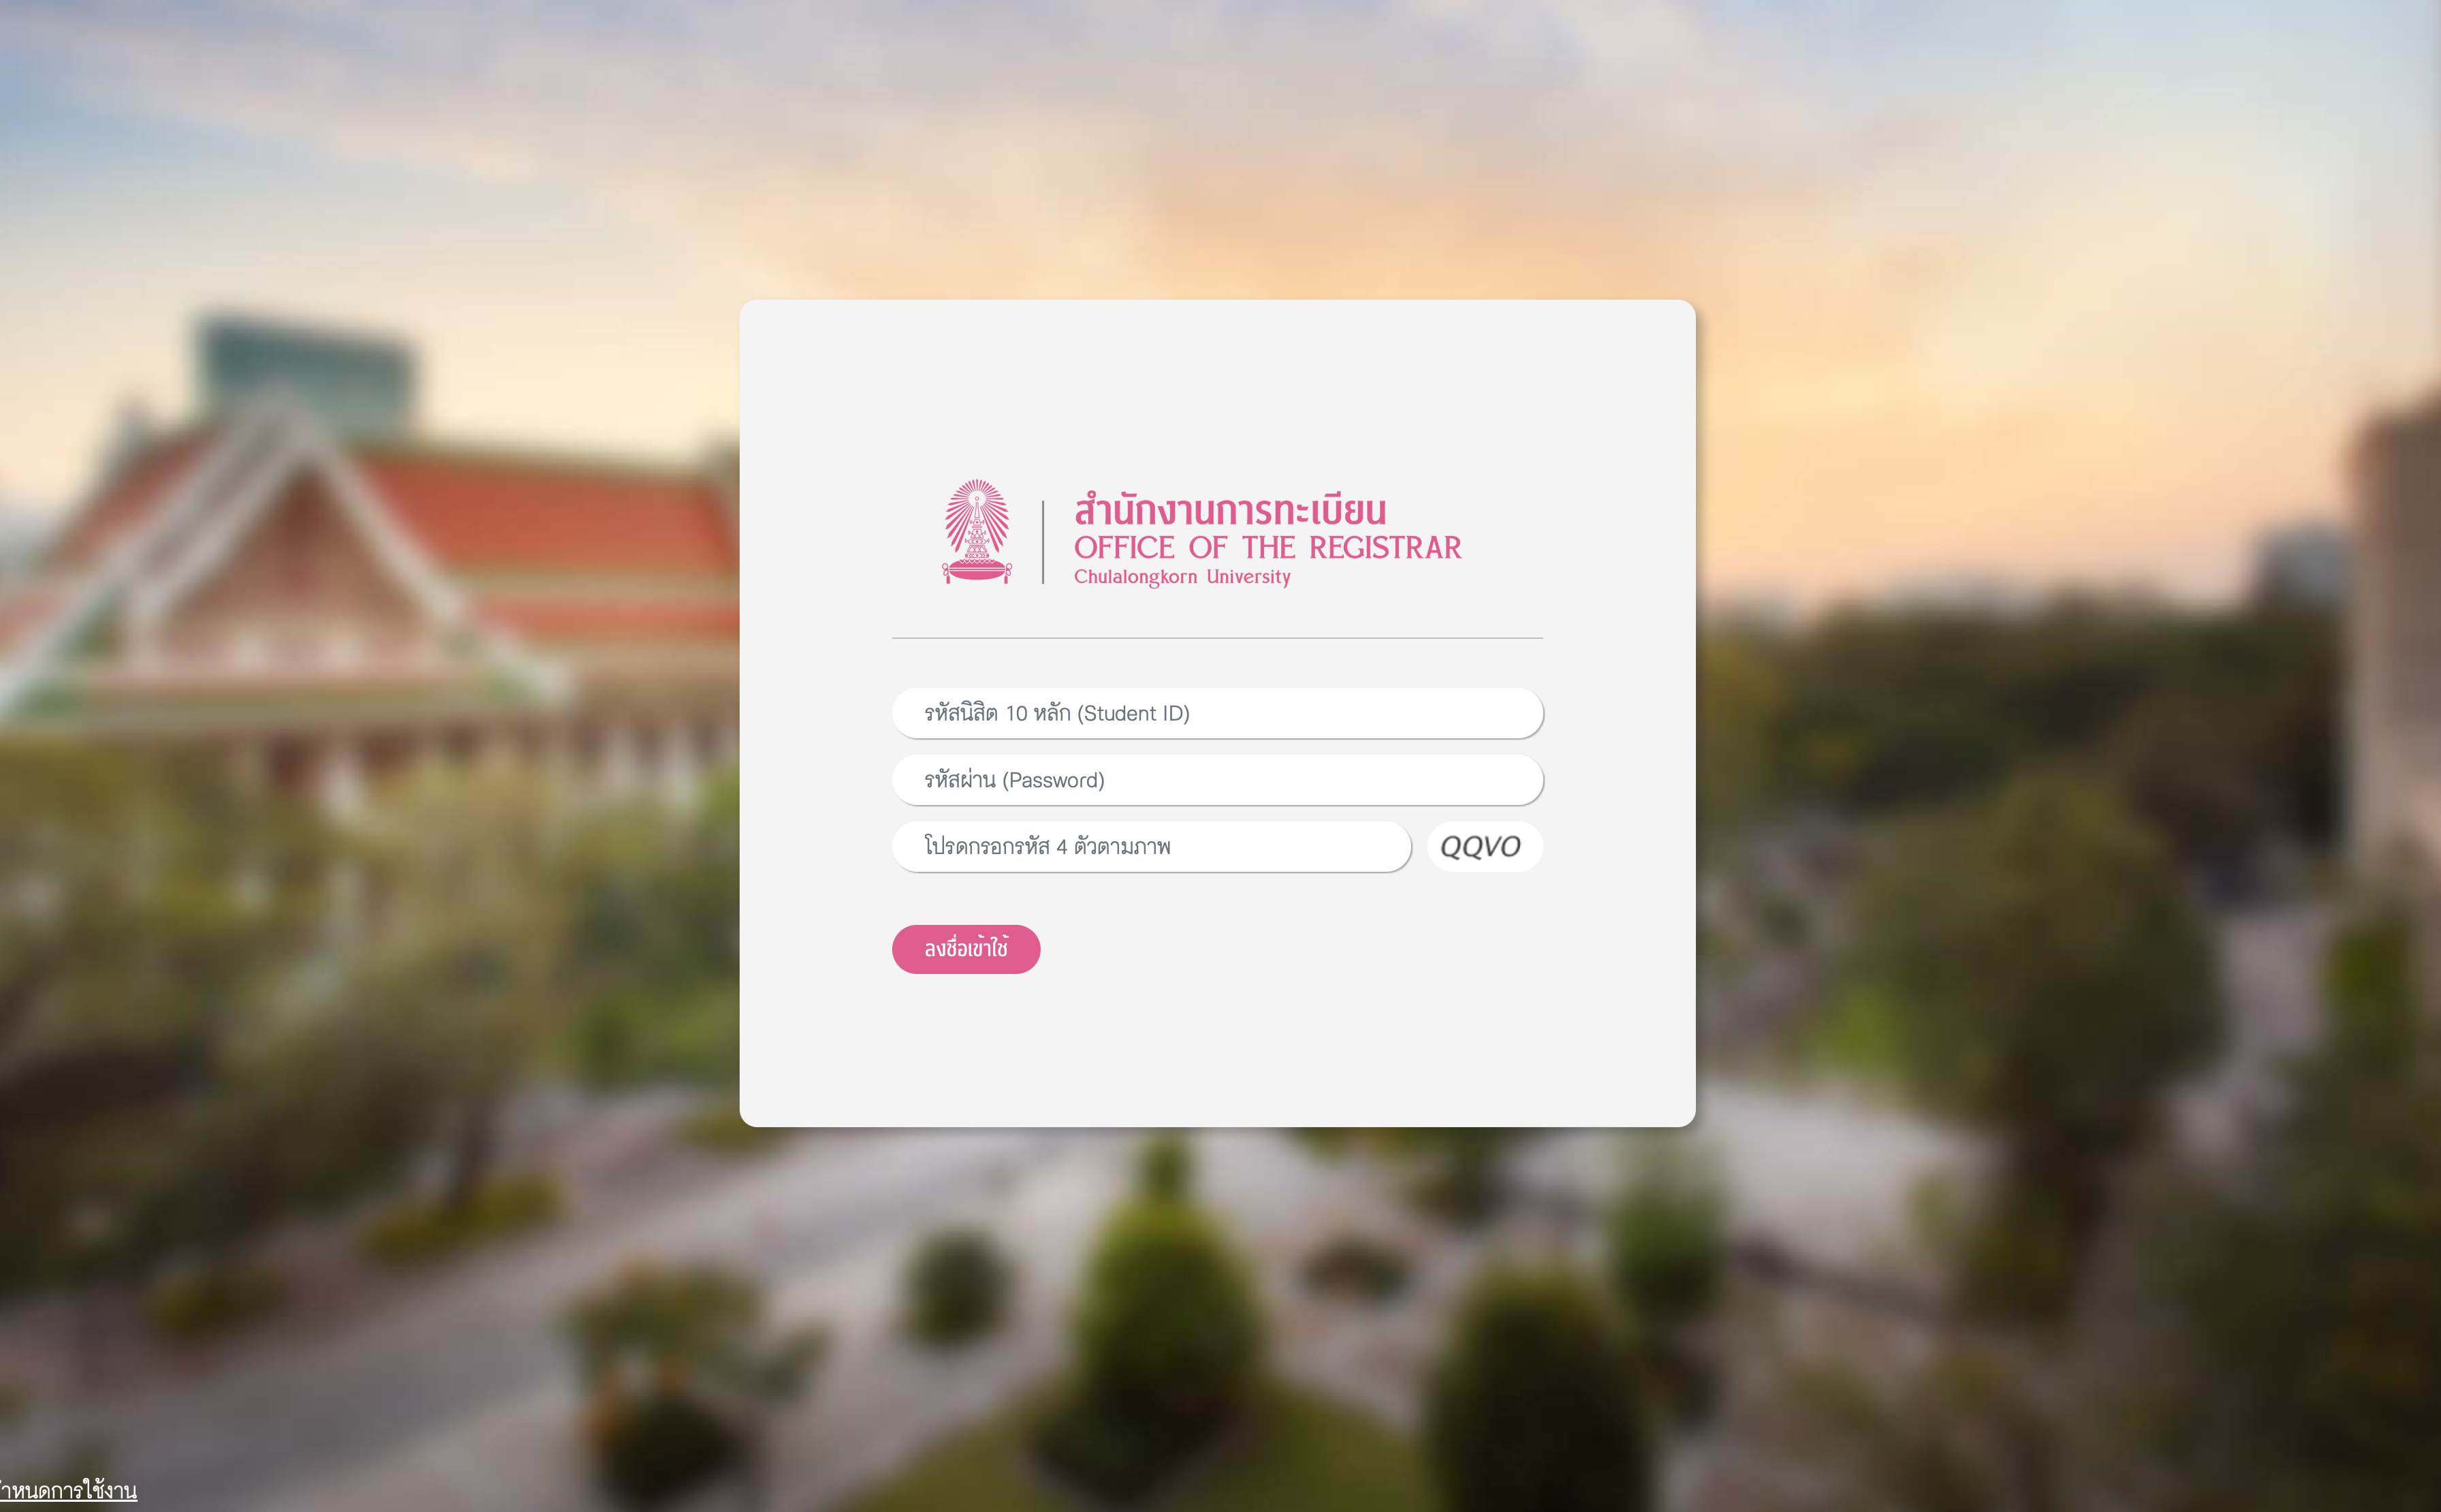 สำนักงานการทะเบียน
OFFICE OF THE REGISTRAR
Chulalongkorn University
รหัสนิสิต 10 หลัก (Student ID)
รหัสผ่าน (Password)
โปรดกรอกรหัส 4 ตัวตามภาพ QQVO
ลงชื่อเข้าใช้
ำหนดการใช้งาน